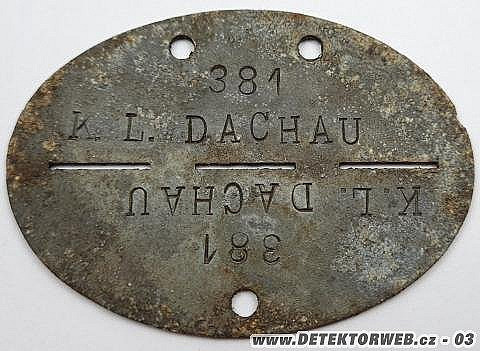 381
K. L. DACHAU
K. L. DACHAU
381
www.DETEKTORWEB.cz - 03